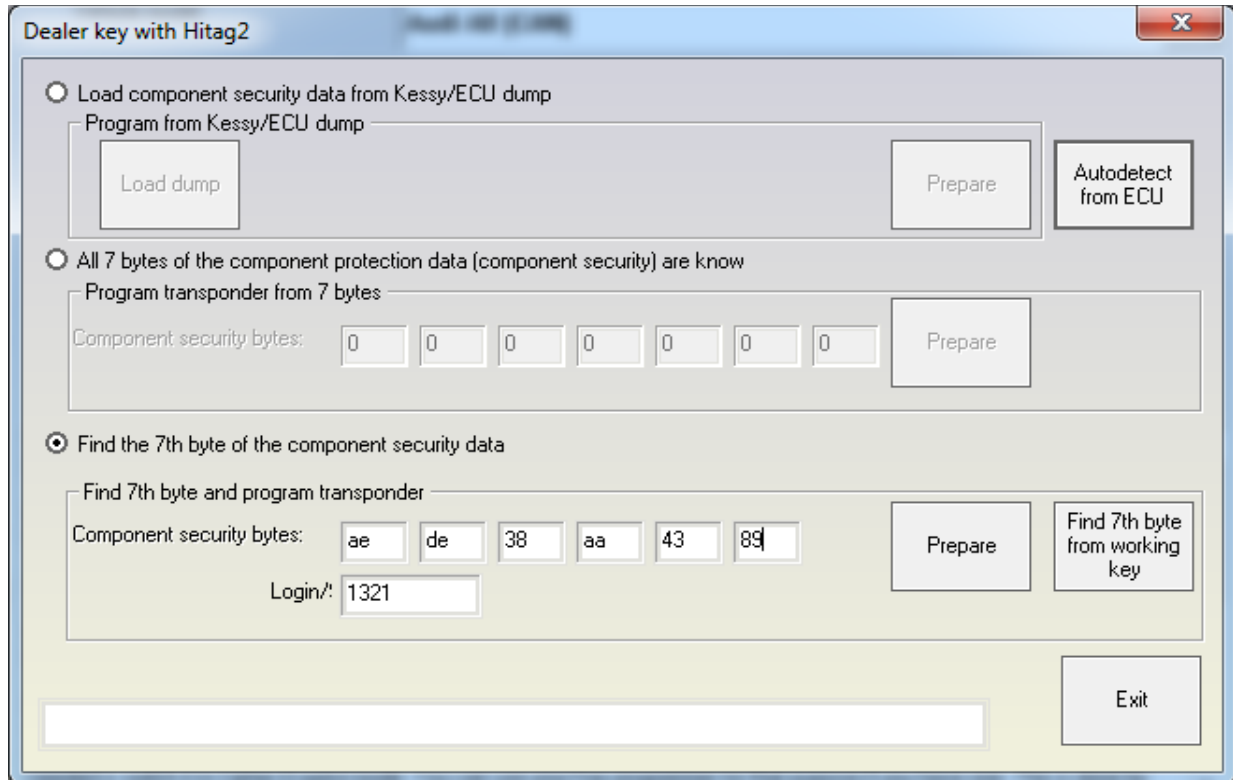 Dealer key with Hitag2
Load component security data from Kessy/ECU dump
Program from Kessy/ECU dump
Load dump
Prepare
Autodetect
from ECU
All 7 bytes of the component protection data (component security) are know
Program transponder from 7 bytes
Component security bytes: 0 0 0 0 0 0 0
Prepare
Find the 7th byte of the component security data
Find 7th byte and program transponder
Component security bytes: ae de 38 aa 43 89
Prepare
Find 7th byte
from working
key
Login/ 1321
Exit